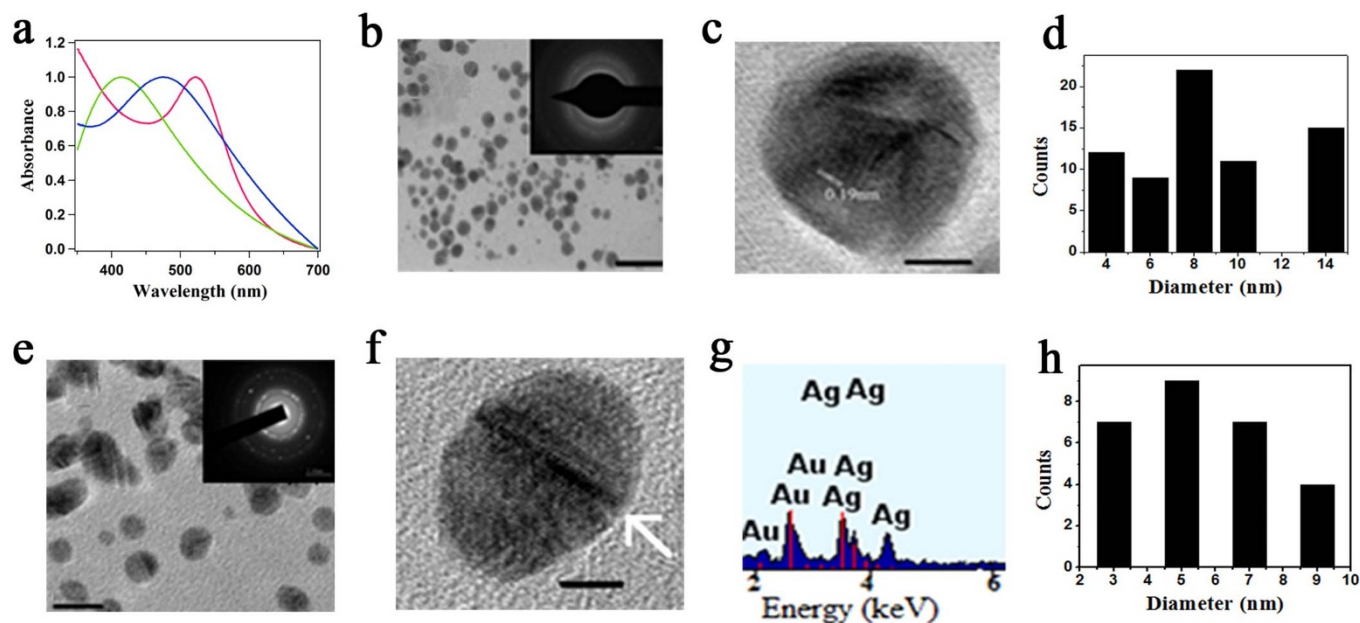 a
1.2
1.0
0.8
0.6
0.4
0.2
0.0
Absorbance
400 500 600 700
Wavelength (nm)
b
c
0.19nm
d
20
15
10
5
0
Counts
4 6 8 10 12 14
Diameter (nm)
e
f
g
Ag Ag
Au Ag
Au Ag
Au Ag
2 4 6
Energy (keV)
h
8
6
4
2
0
Counts
2 3 4 5 6 7 8 9 10
Diameter (nm)